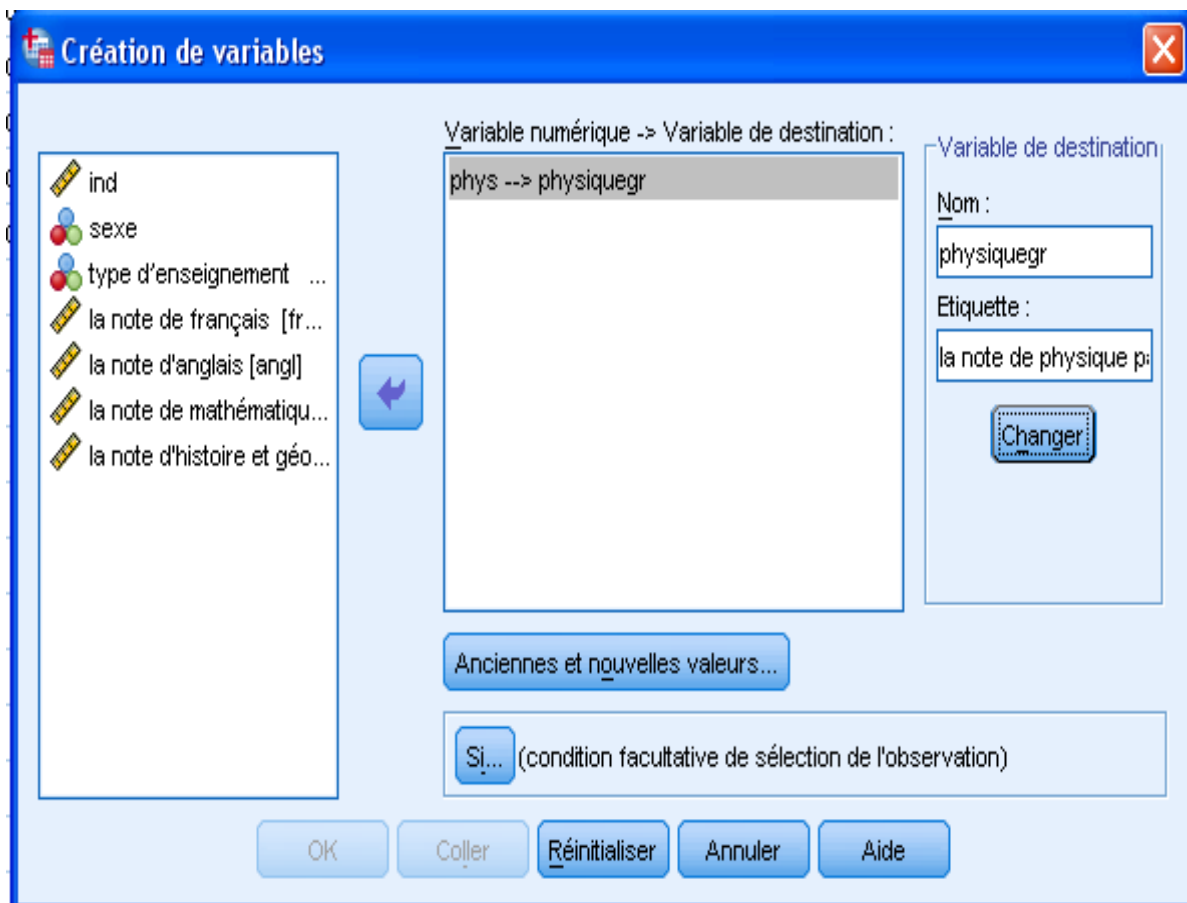 Création de variables
ind
sexe
type d'enseignement ...
la note de français [fr...
la note d'anglais [angl]
la note de mathématiqu...
la note d'histoire et géo...
Variable numérique -> Variable de destination :
phys --> physiquegr
Variable de destination
Nom :
physiquegr
Etiquette :
la note de physique
Changer
Anciennes et nouvelles valeurs...
Si... (condition facultative de sélection de l'observation)
OK Coller Réinitialiser Annuler Aide